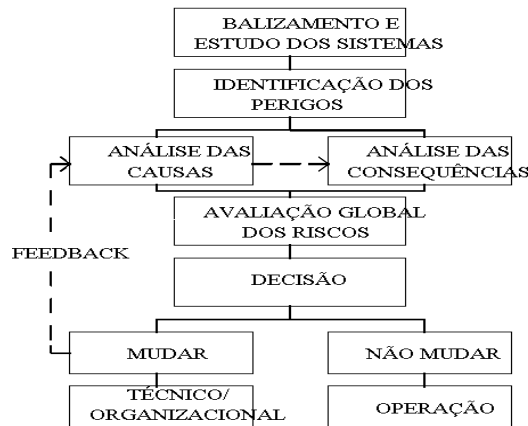 BALIZAMENTO E
ESTUDO DOS SISTEMAS
IDENTIFICAÇÃO DOS
PERIGOS
ANÁLISE DAS
CAUSAS
ANÁLISE DAS
CONSEQUÊNCIAS
AVALIAÇÃO GLOBAL
DOS RISCOS
FEEDBACK
DECISÃO
MUDAR
NÃO MUDAR
TÉCNICO/
ORGANIZACIONAL
OPERAÇÃO